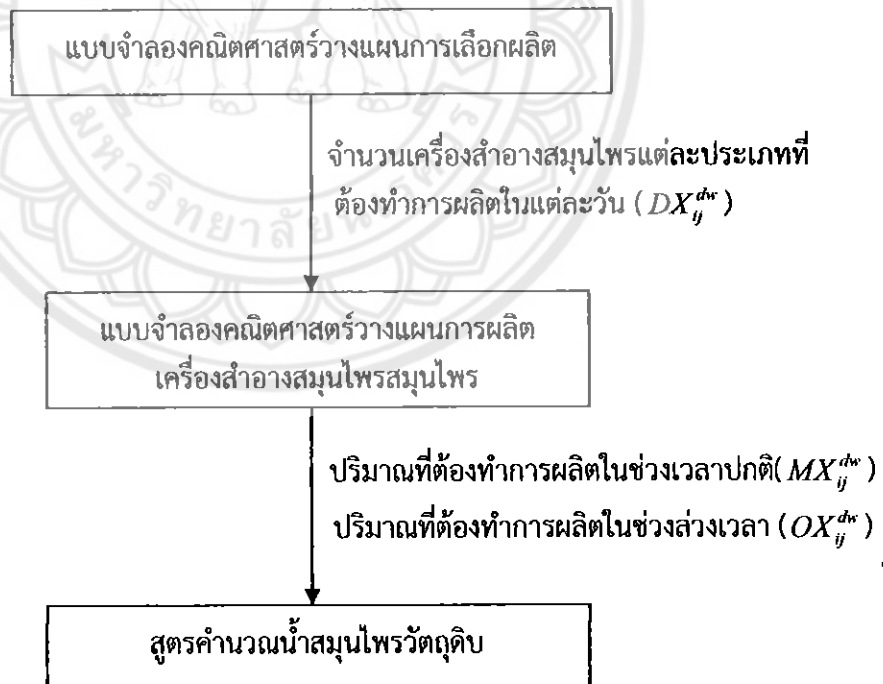 แบบจำลองคณิตศาสตร์วางแผนการเลือกผลิต
จำนวนเครื่องสำอางสมุนไพรแต่ละประเภทที่
ต้องทำการผลิตในแต่ละวัน ( DX_{ij}^{dw} )
แบบจำลองคณิตศาสตร์วางแผนการผลิต
เครื่องสำอางสมุนไพรสมุนไพร
ปริมาณที่ต้องทำการผลิตในช่วงเวลาปกติ( MX_{ij}^{dw} )
ปริมาณที่ต้องทำการผลิตในช่วงล่วงเวลา ( OX_{ij}^{dw} )
สูตรคำนวณน้ำสมุนไพรวัตถุดิบ